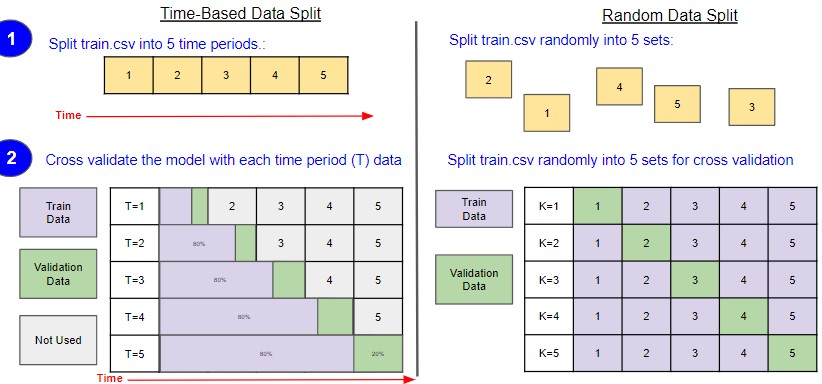 Time-Based Data Split
1
Split train.csv into 5 time periods.:
1 2 3 4 5
Time
2
Cross validate the model with each time period (T) data
Train
Data
Validation
Data
Not Used
T=1 2 3 4 5
T=2 80% 3 4 5
T=3 80% 4 5
T=4 80% 5
T=5 80% 20%
Time
Random Data Split
Split train.csv randomly into 5 sets:
2
1
4
5
3
Split train.csv randomly into 5 sets for cross validation
Train
Data
Validation
Data
K=1 1 2 3 4 5
K=2 1 2 3 4 5
K=3 1 2 3 4 5
K=4 1 2 3 4 5
K=5 1 2 3 4 5